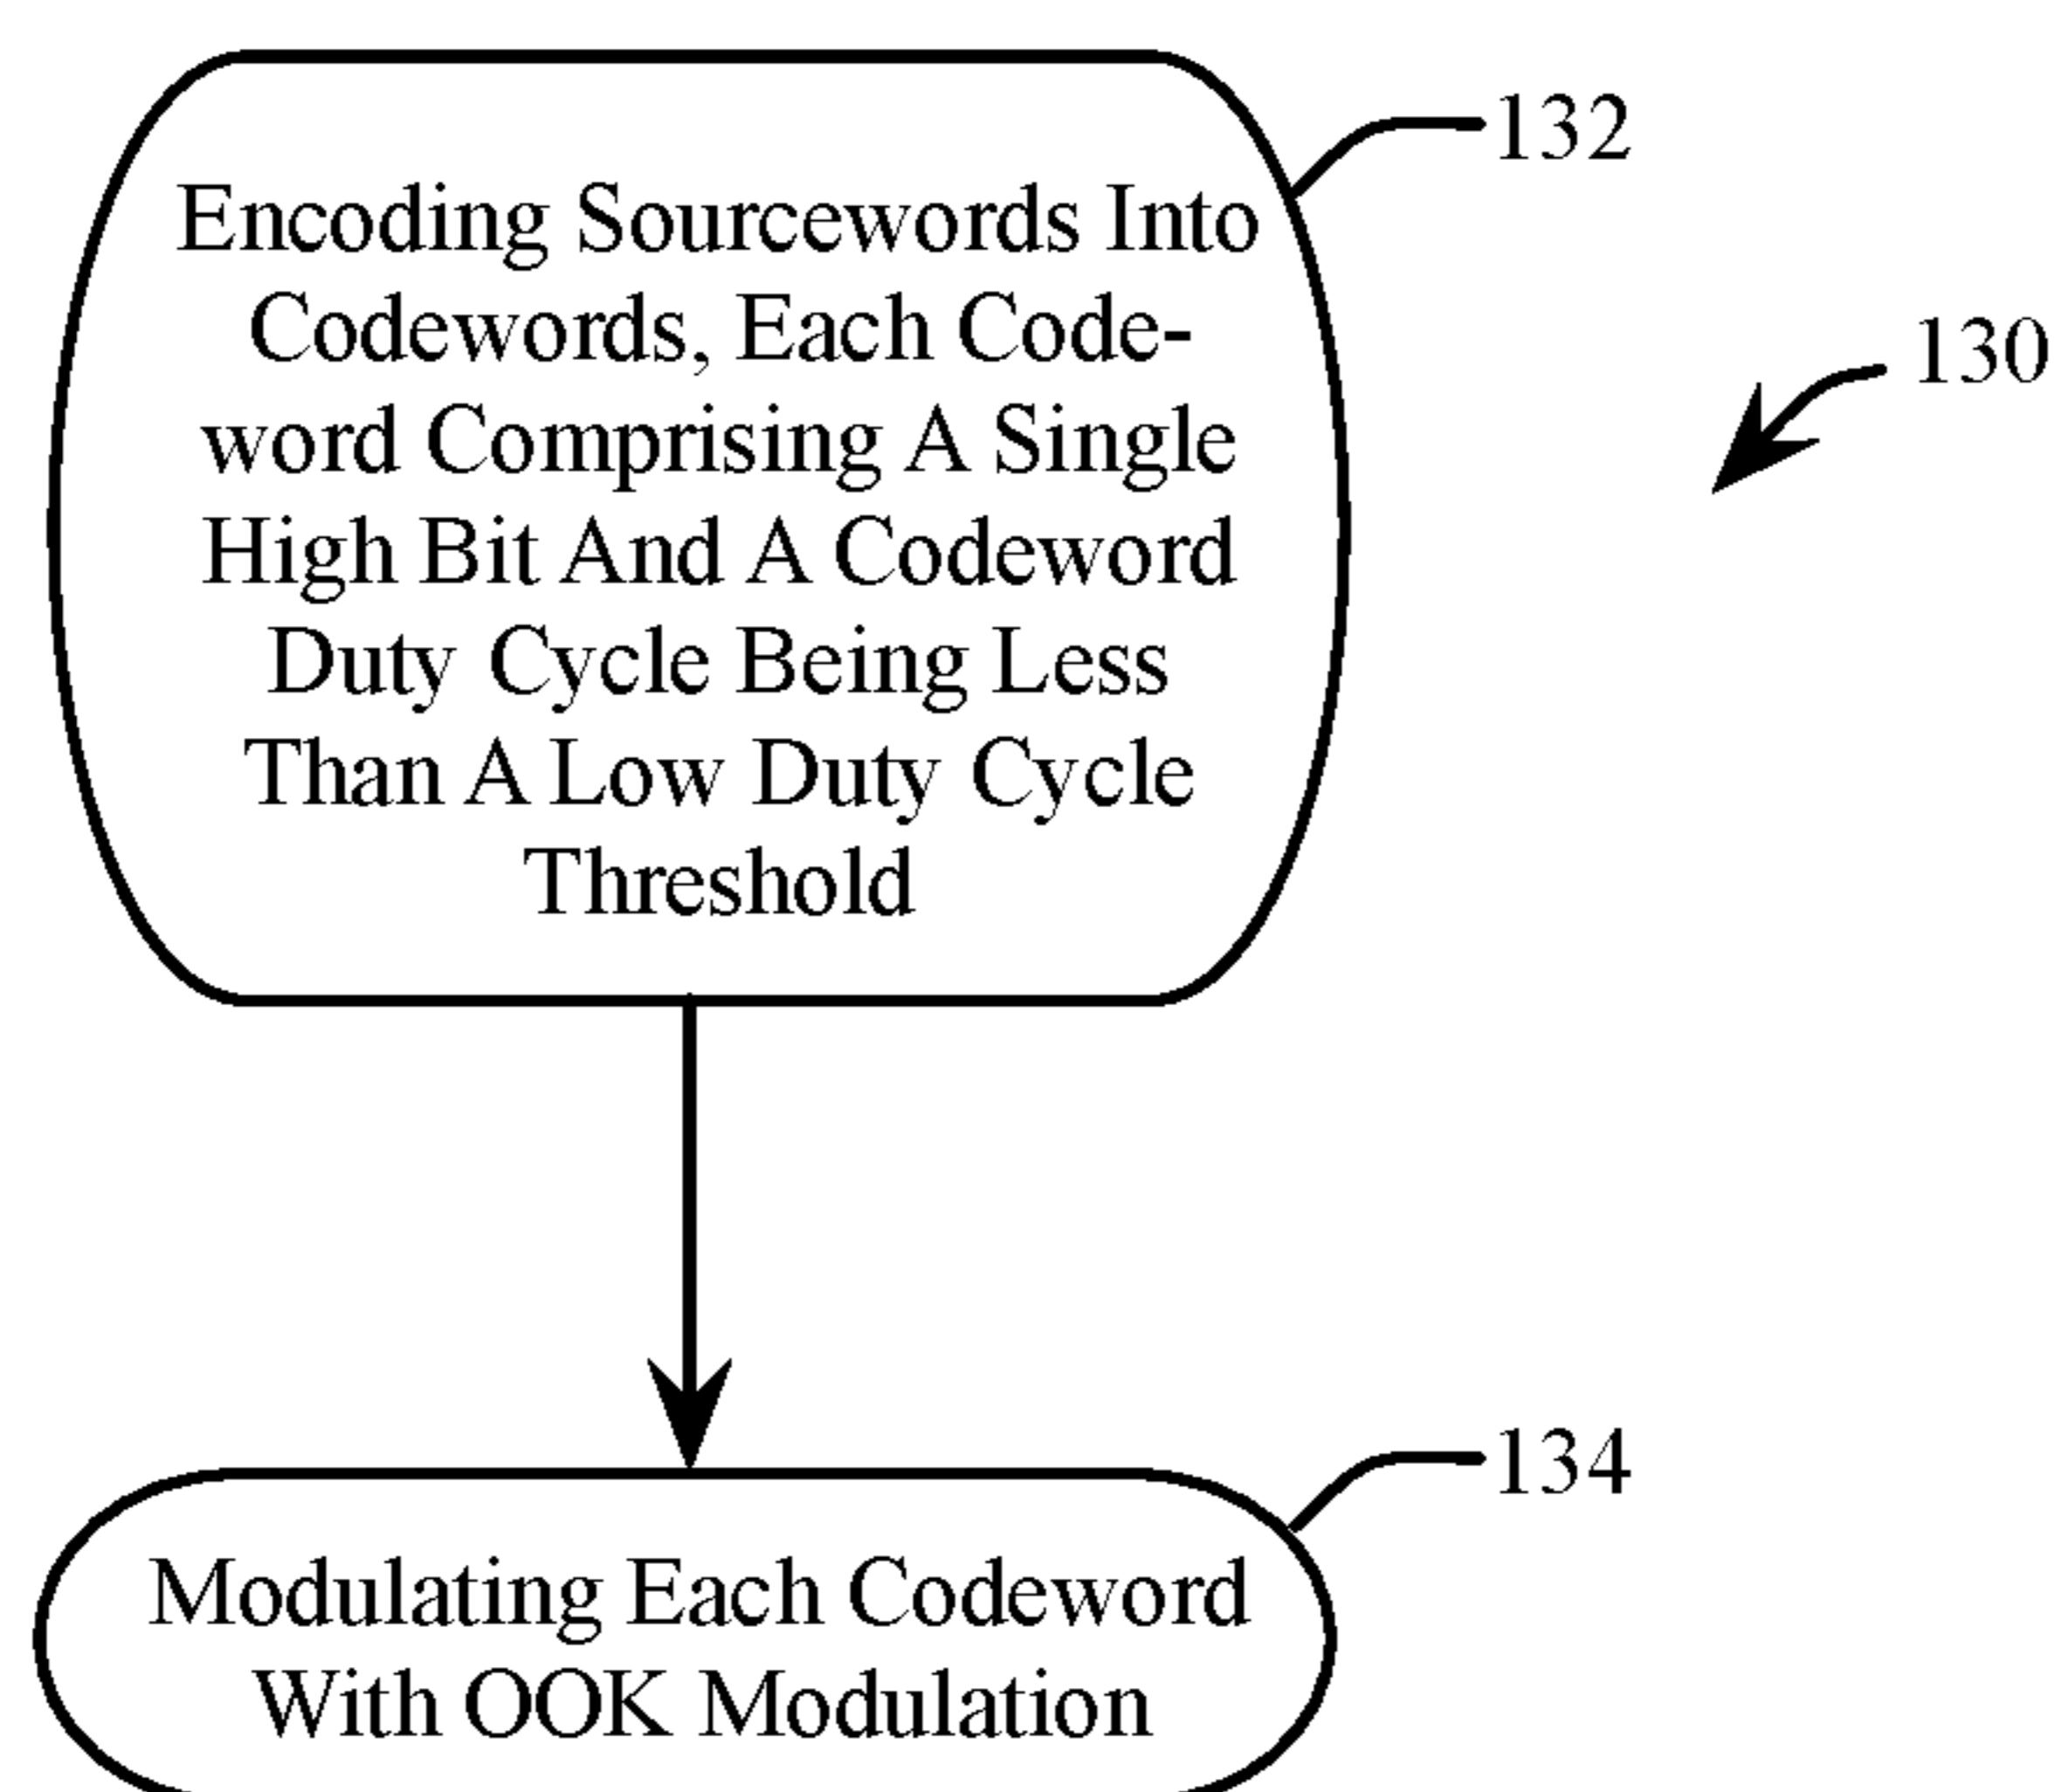 Encoding Sourcewords Into
Codewords, Each Code-
word Comprising A Single
High Bit And A Codeword
Duty Cycle Being Less
Than A Low Duty Cycle
Threshold
132
130
Modulating Each Codeword
With OOK Modulation
134